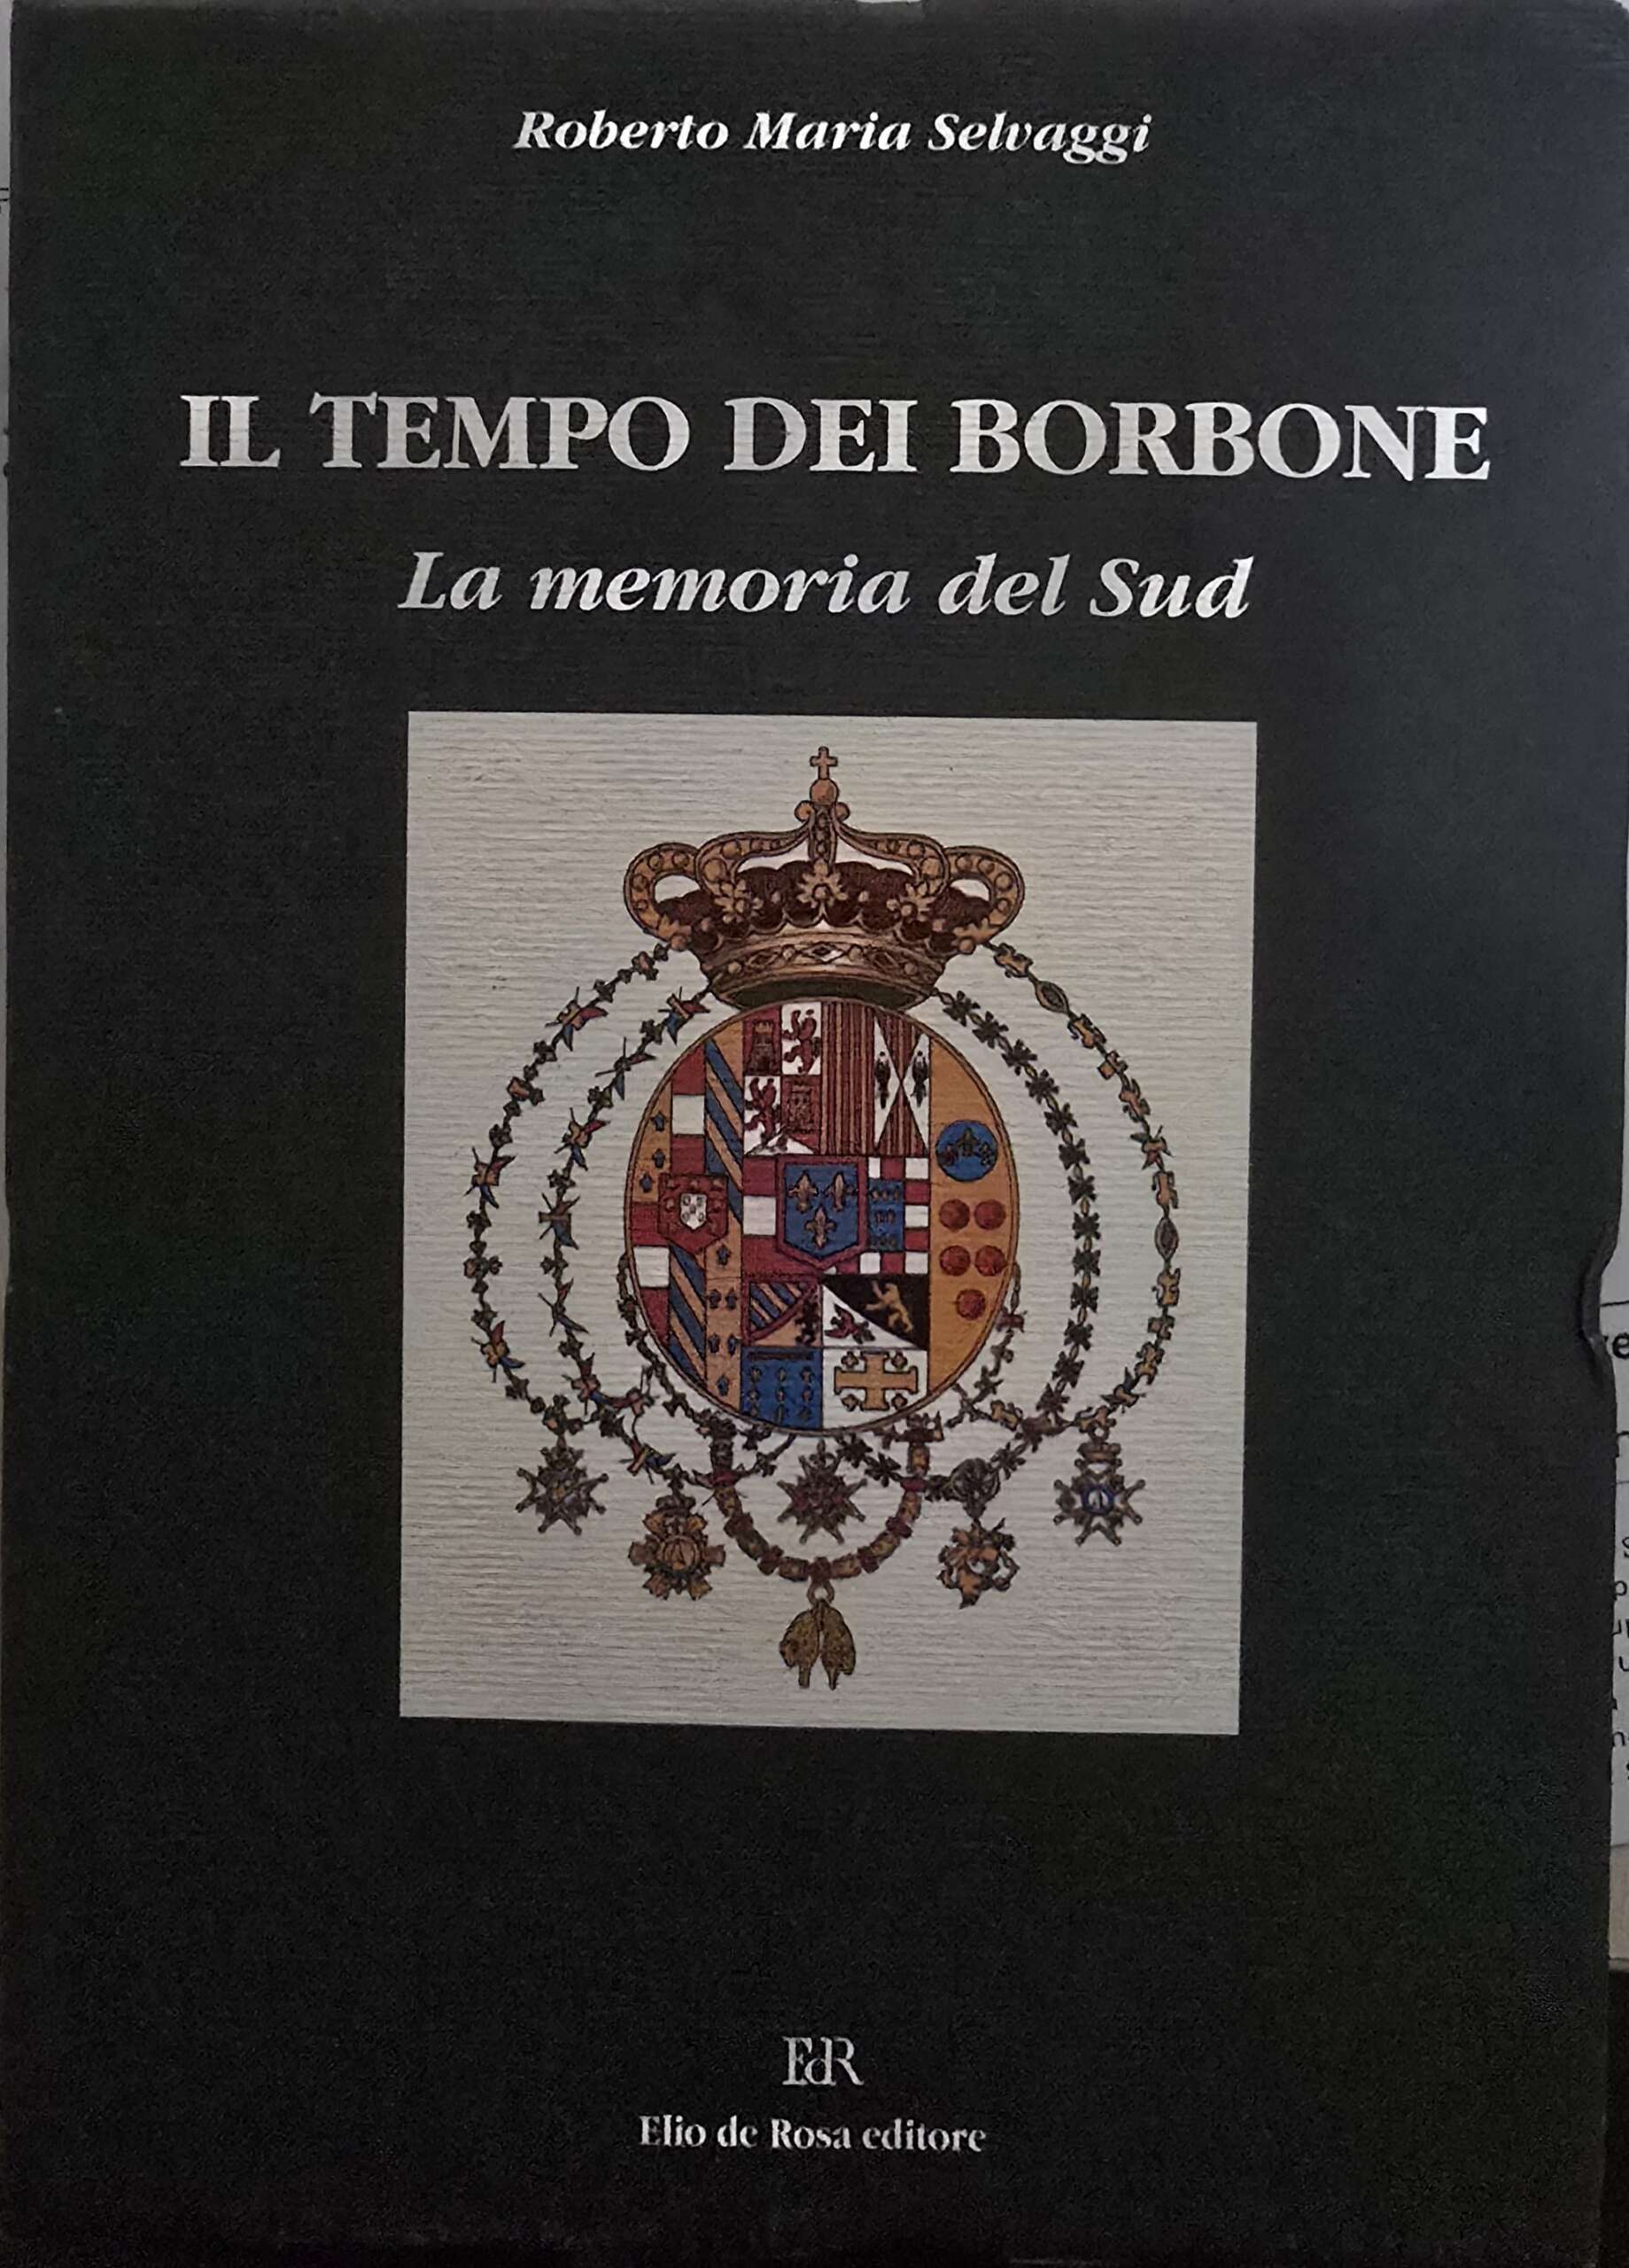 Roberto Maria Selvaggi
IL TEMPO DEI BORBONE
La memoria del Sud
EdR
Elio de Rosa editore